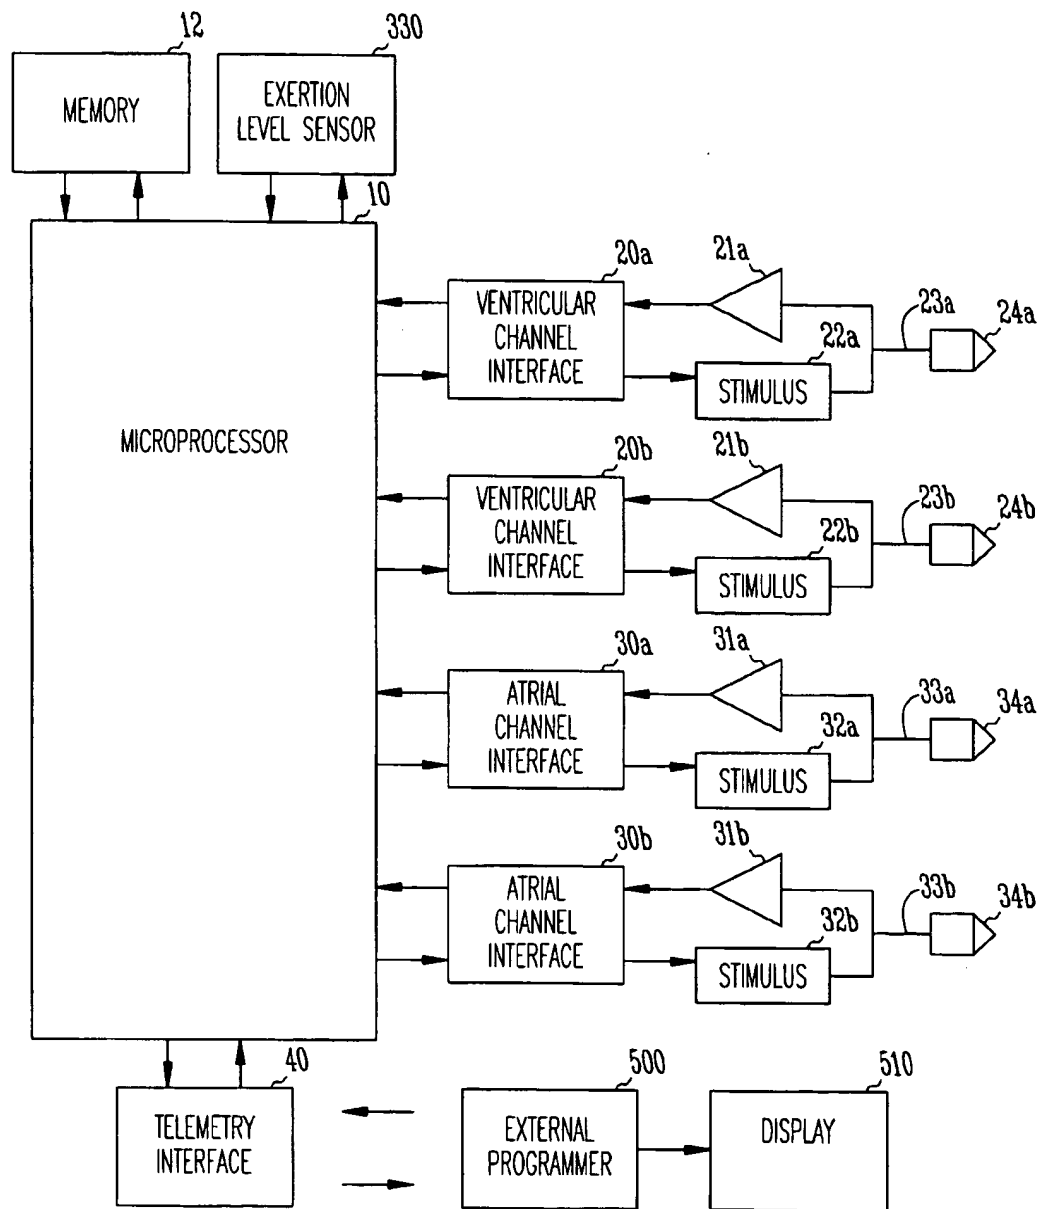 12
330
MEMORY
EXERTION
LEVEL SENSOR
10
MICROPROCESSOR
20a
VENTRICULAR
CHANNEL
INTERFACE
21a
22a
STIMULUS
23a
24a
20b
VENTRICULAR
CHANNEL
INTERFACE
21b
22b
STIMULUS
23b
24b
30a
ATRIAL
CHANNEL
INTERFACE
31a
32a
STIMULUS
33a
34a
30b
ATRIAL
CHANNEL
INTERFACE
31b
32b
STIMULUS
33b
34b
40
TELEMETRY
INTERFACE
500
EXTERNAL
PROGRAMMER
510
DISPLAY